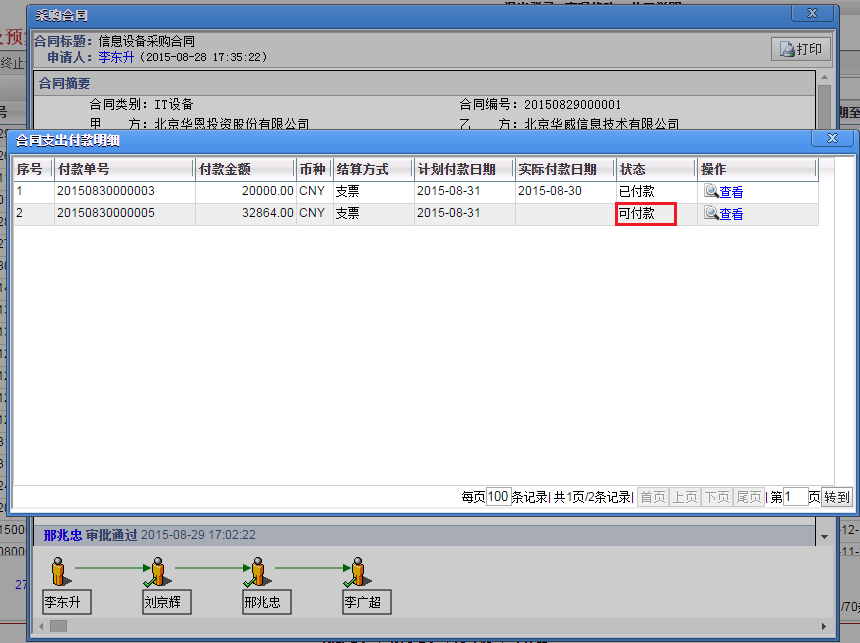 采购合同
合同标题：信息设备采购合同
申请人：李东升（2015-08-28 17:35:22）
打印
合同摘要
合同类别：IT设备 合同编号：20150829000001
甲 方：北京华恩投资股份有限公司 乙 方：北京华威信息技术有限公司
合同支出付款明细
序号 付款单号 付款金额 币种 结算方式 计划付款日期 实际付款日期 状态 操作
1 20150830000003 20000.00 CNY 支票 2015-08-31 2015-08-30 已付款 查看
2 20150830000005 32864.00 CNY 支票 2015-08-31 可付款 查看
每页100条记录| 共1页/2条记录| 首页 上页 下页 尾页 | 第1 页 转到
邢兆忠 审批通过 2015-08-29 17:02:22
李东升 刘京辉 邢兆忠 李广超